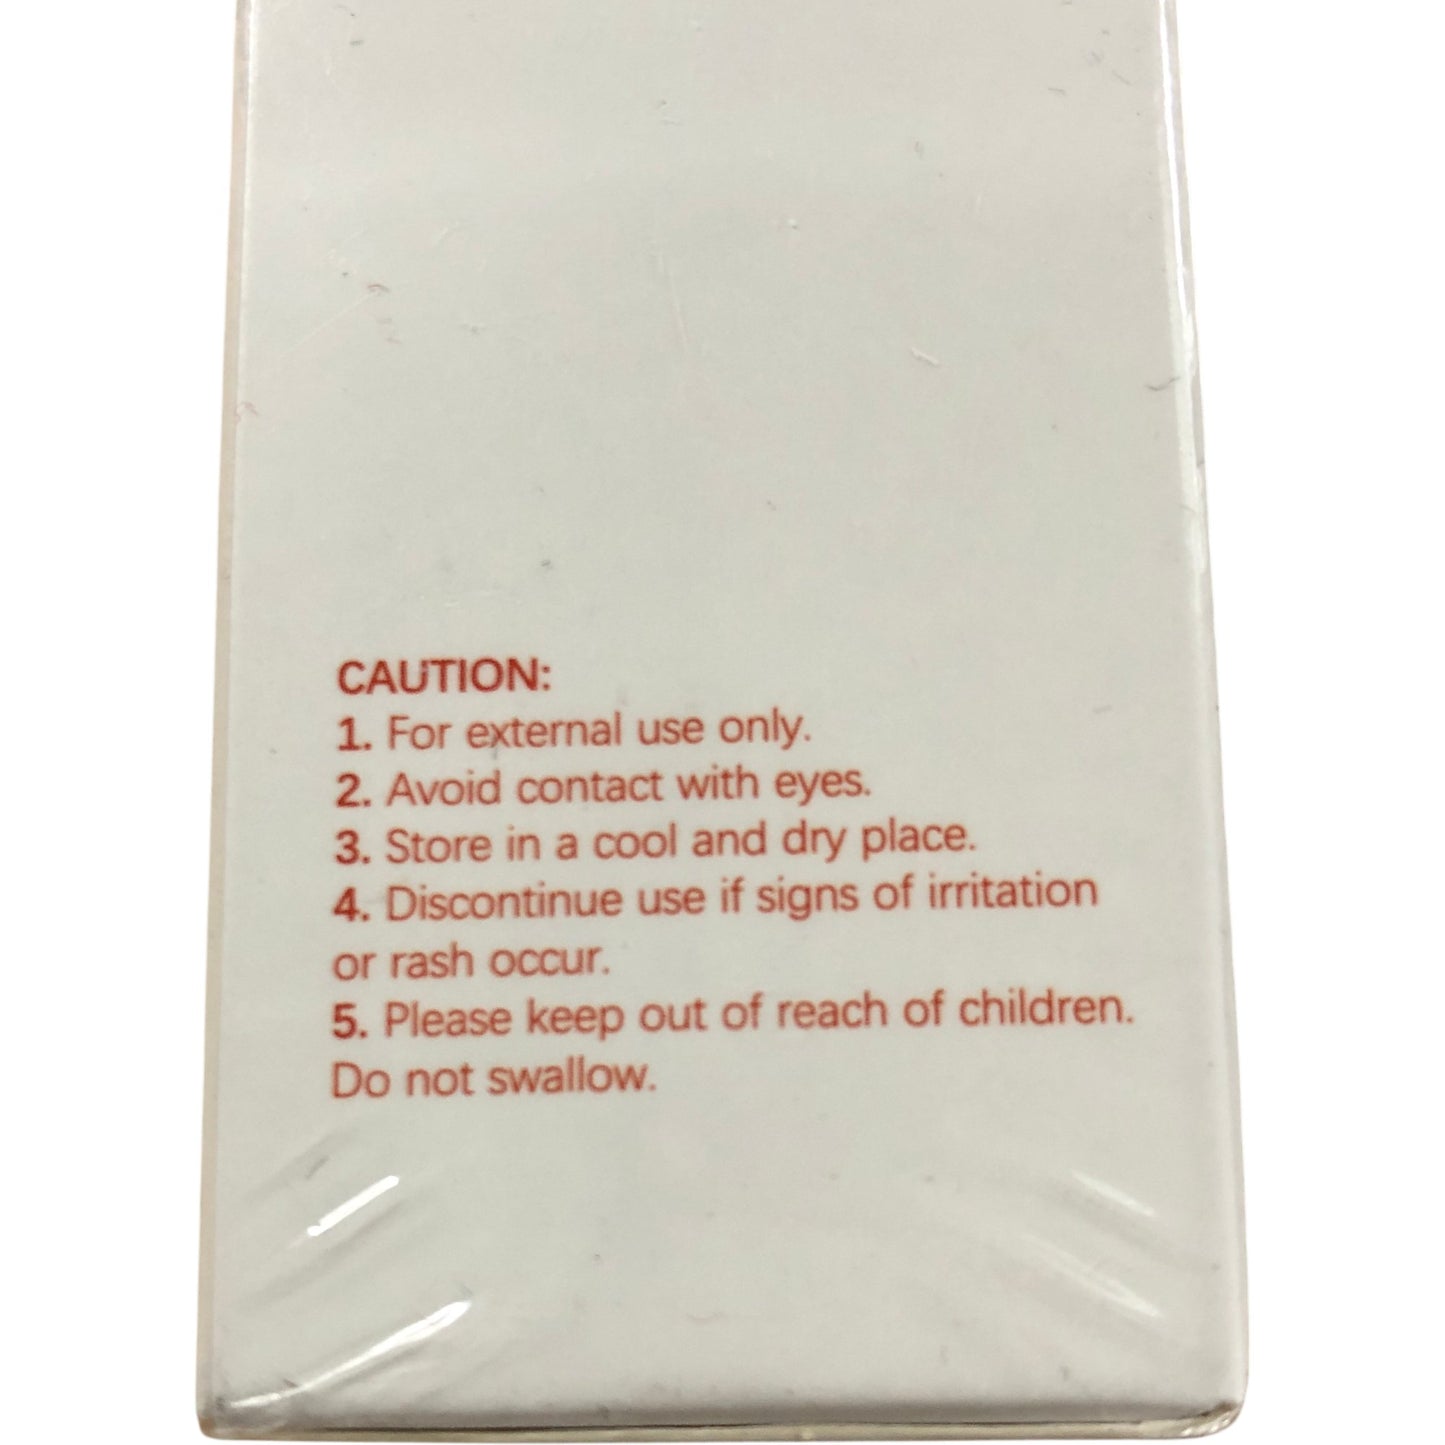 CAUTION:
1. For external use only.
2. Avoid contact with eyes.
3. Store in a cool and dry place.
4. Discontinue use if signs of irritation
or rash occur.
5. Please keep out of reach of children.
Do not swallow.